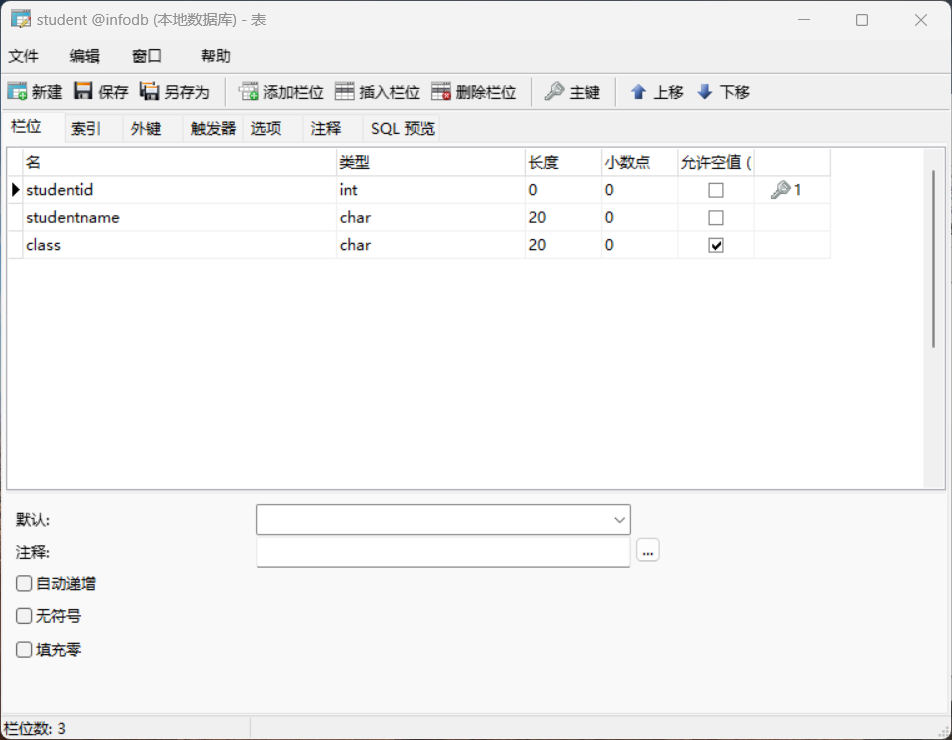 student @infodb (本地数据库) - 表
文件 编辑 窗口 帮助
新建 保存 另存为 添加栏位 插入栏位 删除栏位 主键 上移 下移
栏位 索引 外键 触发器 选项 注释 SQL 预览
名 类型 长度 小数点 允许空值 (
studentid int 0 0 1
studentname char 20 0
class char 20 0
默认:
注释: ...
自动递增
无符号
填充零
栏位数: 3